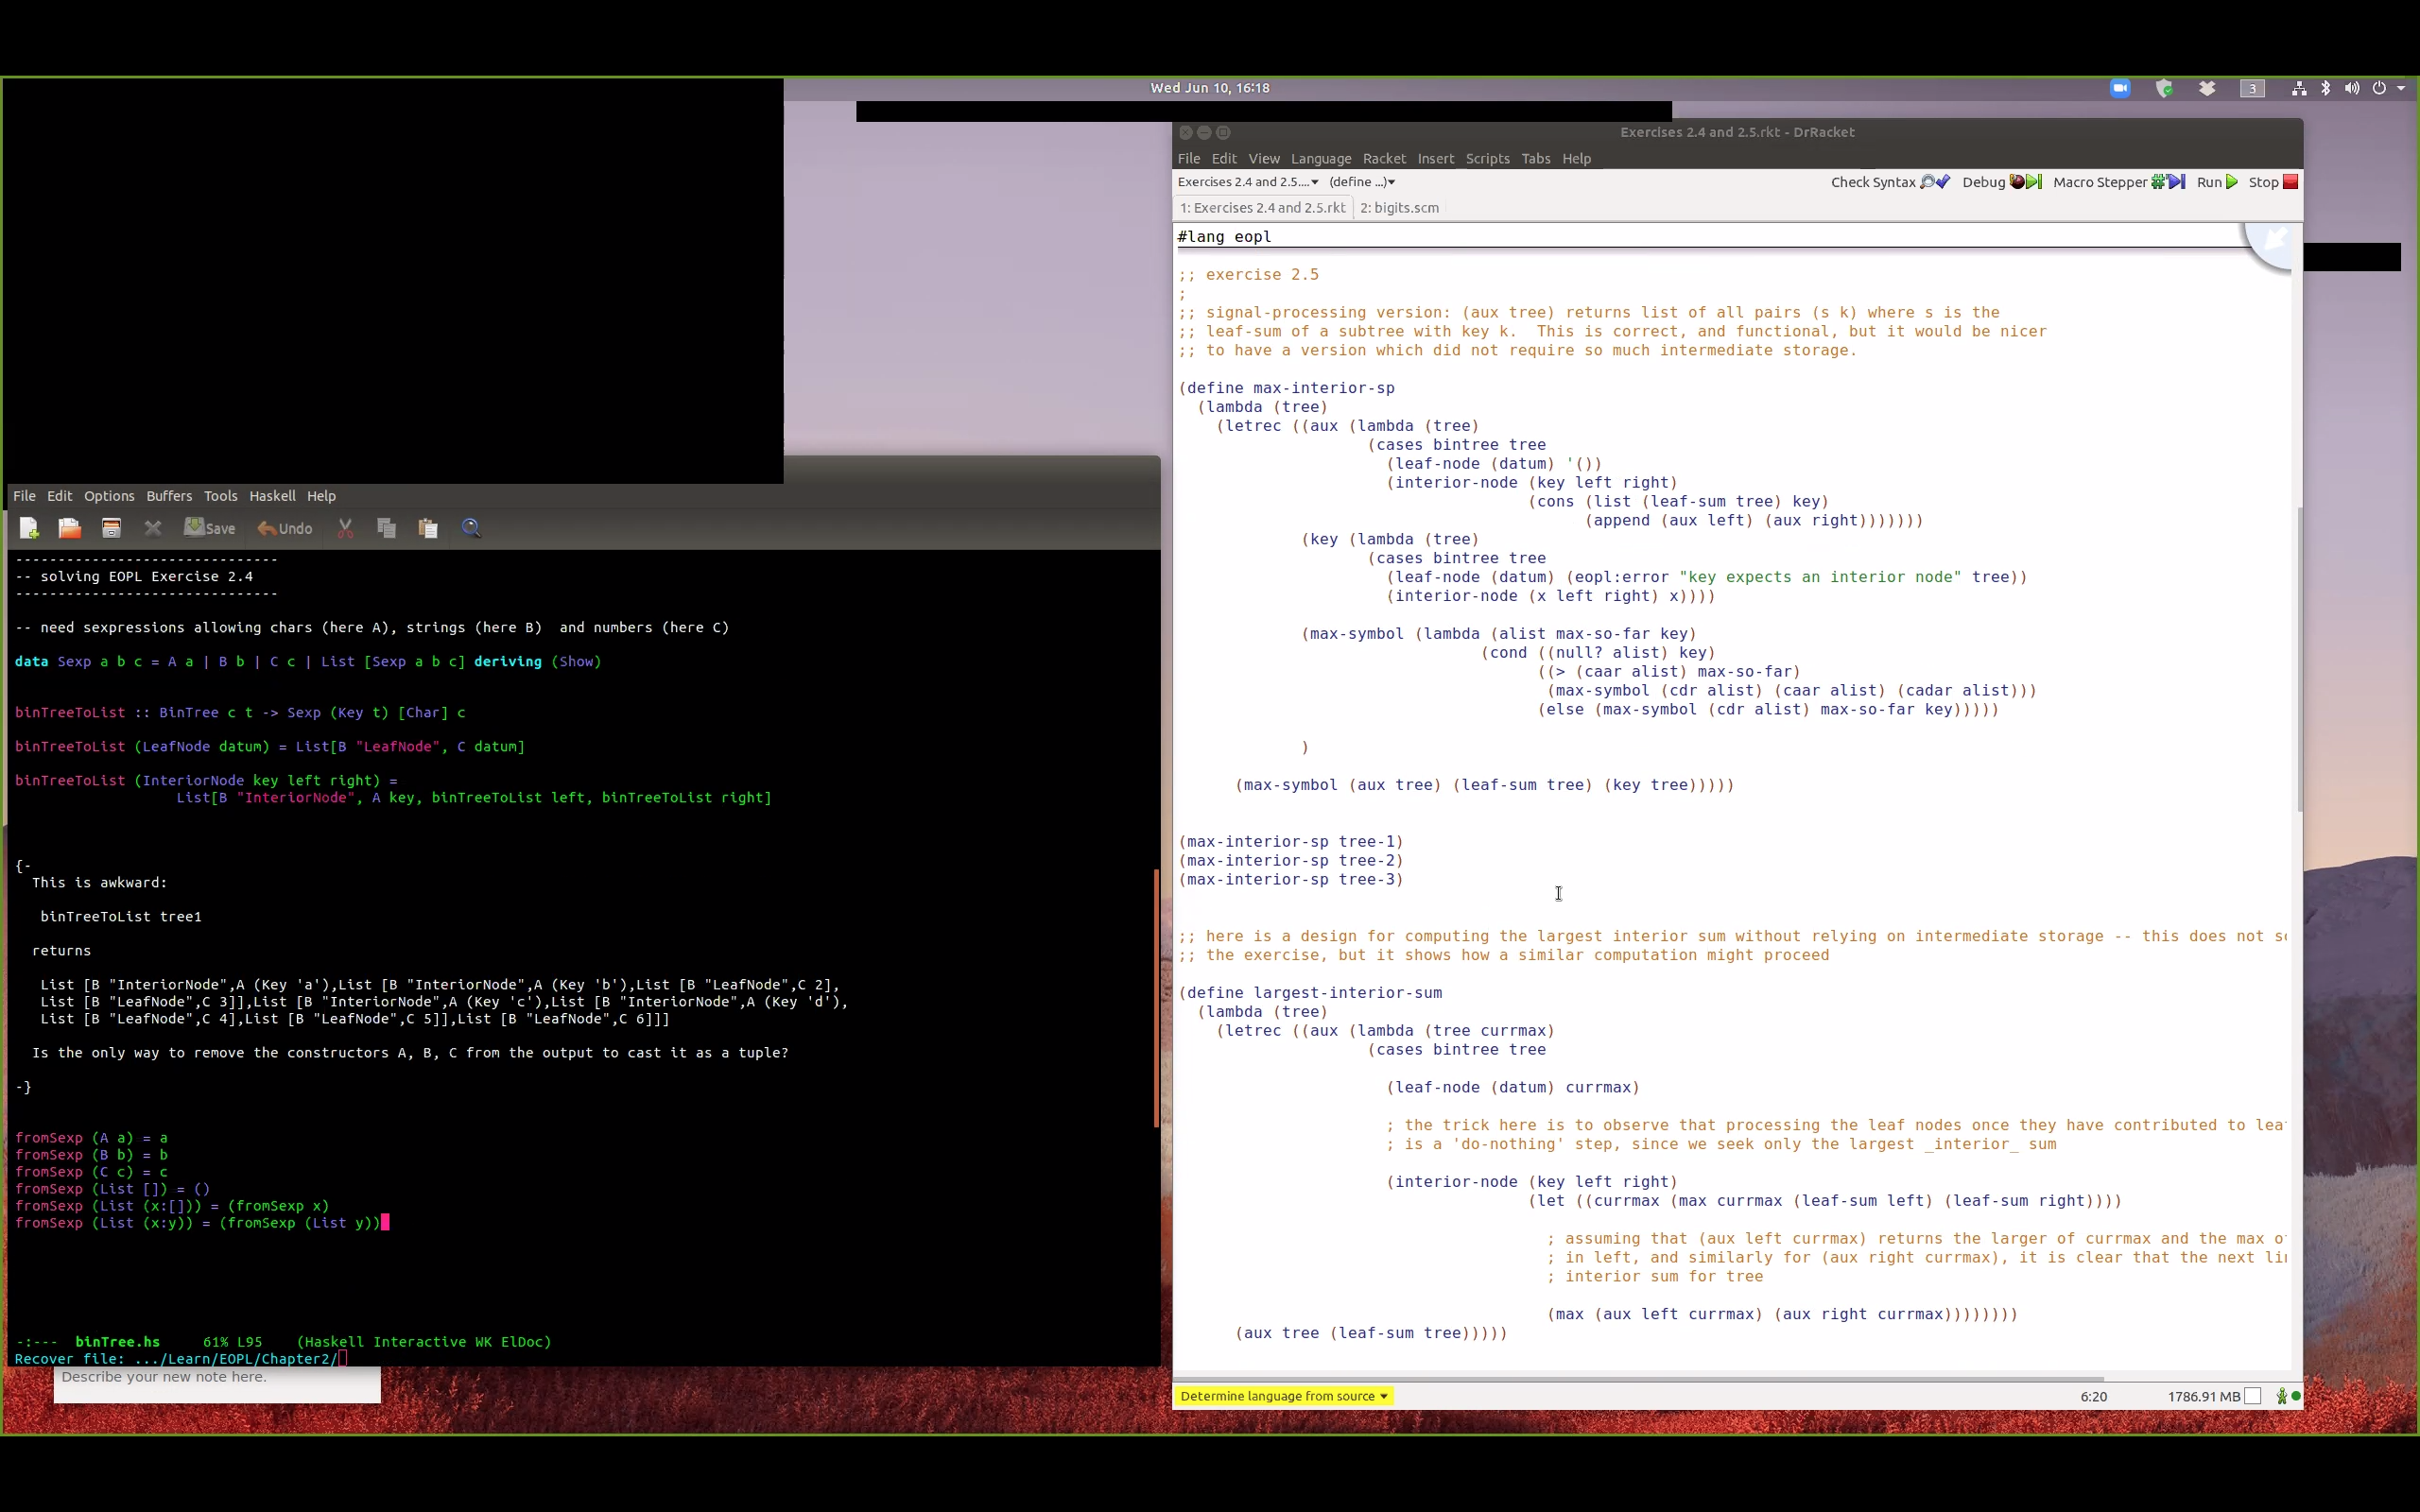 Wed Jun 10, 16:18
3
File Edit Options Buffers Tools Haskell Help
Save Undo
------------------------------
-- solving EOPL Exercise 2.4
------------------------------
-- need sexpressions allowing chars (here A), strings (here B)  and numbers (here C)
data Sexp a b c = A a | B b | C c | List [Sexp a b c] deriving (Show)
binTreeToList :: BinTree c t -> Sexp (Key t) [Char] c
binTreeToList (LeafNode datum) = List[B "LeafNode", C datum]
binTreeToList (InteriorNode key left right) =
List[B "InteriorNode", A key, binTreeToList left, binTreeToList right]
{-
This is awkward:
binTreeToList tree1
returns
List [B "InteriorNode",A (Key 'a'),List [B "InteriorNode",A (Key 'b'),List [B "LeafNode",C 2],
List [B "LeafNode",C 3]],List [B "InteriorNode",A (Key 'c'),List [B "InteriorNode",A (Key 'd'),
List [B "LeafNode",C 4],List [B "LeafNode",C 5]],List [B "LeafNode",C 6]]]
Is the only way to remove the constructors A, B, C from the output to cast it as a tuple?
-}
fromSexp (A a) = a
fromSexp (B b) = b
fromSexp (C c) = c
fromSexp (List []) = ()
fromSexp (List (x:[])) = (fromSexp x)
fromSexp (List (x:y)) = (fromSexp (List y))
-:---  binTree.hs     61% L95    (Haskell Interactive WK ElDoc)
Recover file: .../Learn/EOPL/Chapter2/
Describe your new note here.
Exercises 2.4 and 2.5.rkt - DrRacket
File Edit View Language Racket Insert Scripts Tabs Help
Exercises 2.4 and 2.5.... (define ...) Check Syntax Debug Macro Stepper Run Stop
1: Exercises 2.4 and 2.5.rkt 2: bigits.scm
#lang eopl
;; exercise 2.5
;
;; signal-processing version: (aux tree) returns list of all pairs (s k) where s is the
;; leaf-sum of a subtree with key k.  This is correct, and functional, but it would be nicer
;; to have a version which did not require so much intermediate storage.
(define max-interior-sp
(lambda (tree)
(letrec ((aux (lambda (tree)
(cases bintree tree
(leaf-node (datum) '())
(interior-node (key left right)
(cons (list (leaf-sum tree) key)
(append (aux left) (aux right)))))))
(key (lambda (tree)
(cases bintree tree
(leaf-node (datum) (eopl:error "key expects an interior node" tree))
(interior-node (x left right) x))))
(max-symbol (lambda (alist max-so-far key)
(cond ((null? alist) key)
((> (caar alist) max-so-far)
(max-symbol (cdr alist) (caar alist) (cadar alist)))
(else (max-symbol (cdr alist) max-so-far key)))))
)
(max-symbol (aux tree) (leaf-sum tree) (key tree)))))
(max-interior-sp tree-1)
(max-interior-sp tree-2)
(max-interior-sp tree-3)
;; here is a design for computing the largest interior sum without relying on intermediate storage -- this does not
;; the exercise, but it shows how a similar computation might proceed
(define largest-interior-sum
(lambda (tree)
(letrec ((aux (lambda (tree currmax)
(cases bintree tree
(leaf-node (datum) currmax)
; the trick here is to observe that processing the leaf nodes once they have contributed to
; is a 'do-nothing' step, since we seek only the largest _interior_ sum
(interior-node (key left right)
(let ((currmax (max currmax (leaf-sum left) (leaf-sum right))))
; assuming that (aux left currmax) returns the larger of currmax and the max
; in left, and similarly for (aux right currmax), it is clear that the next
; interior sum for tree
(max (aux left currmax) (aux right currmax))))))))
(aux tree (leaf-sum tree)))))
Determine language from source 6:20 1786.91 MB